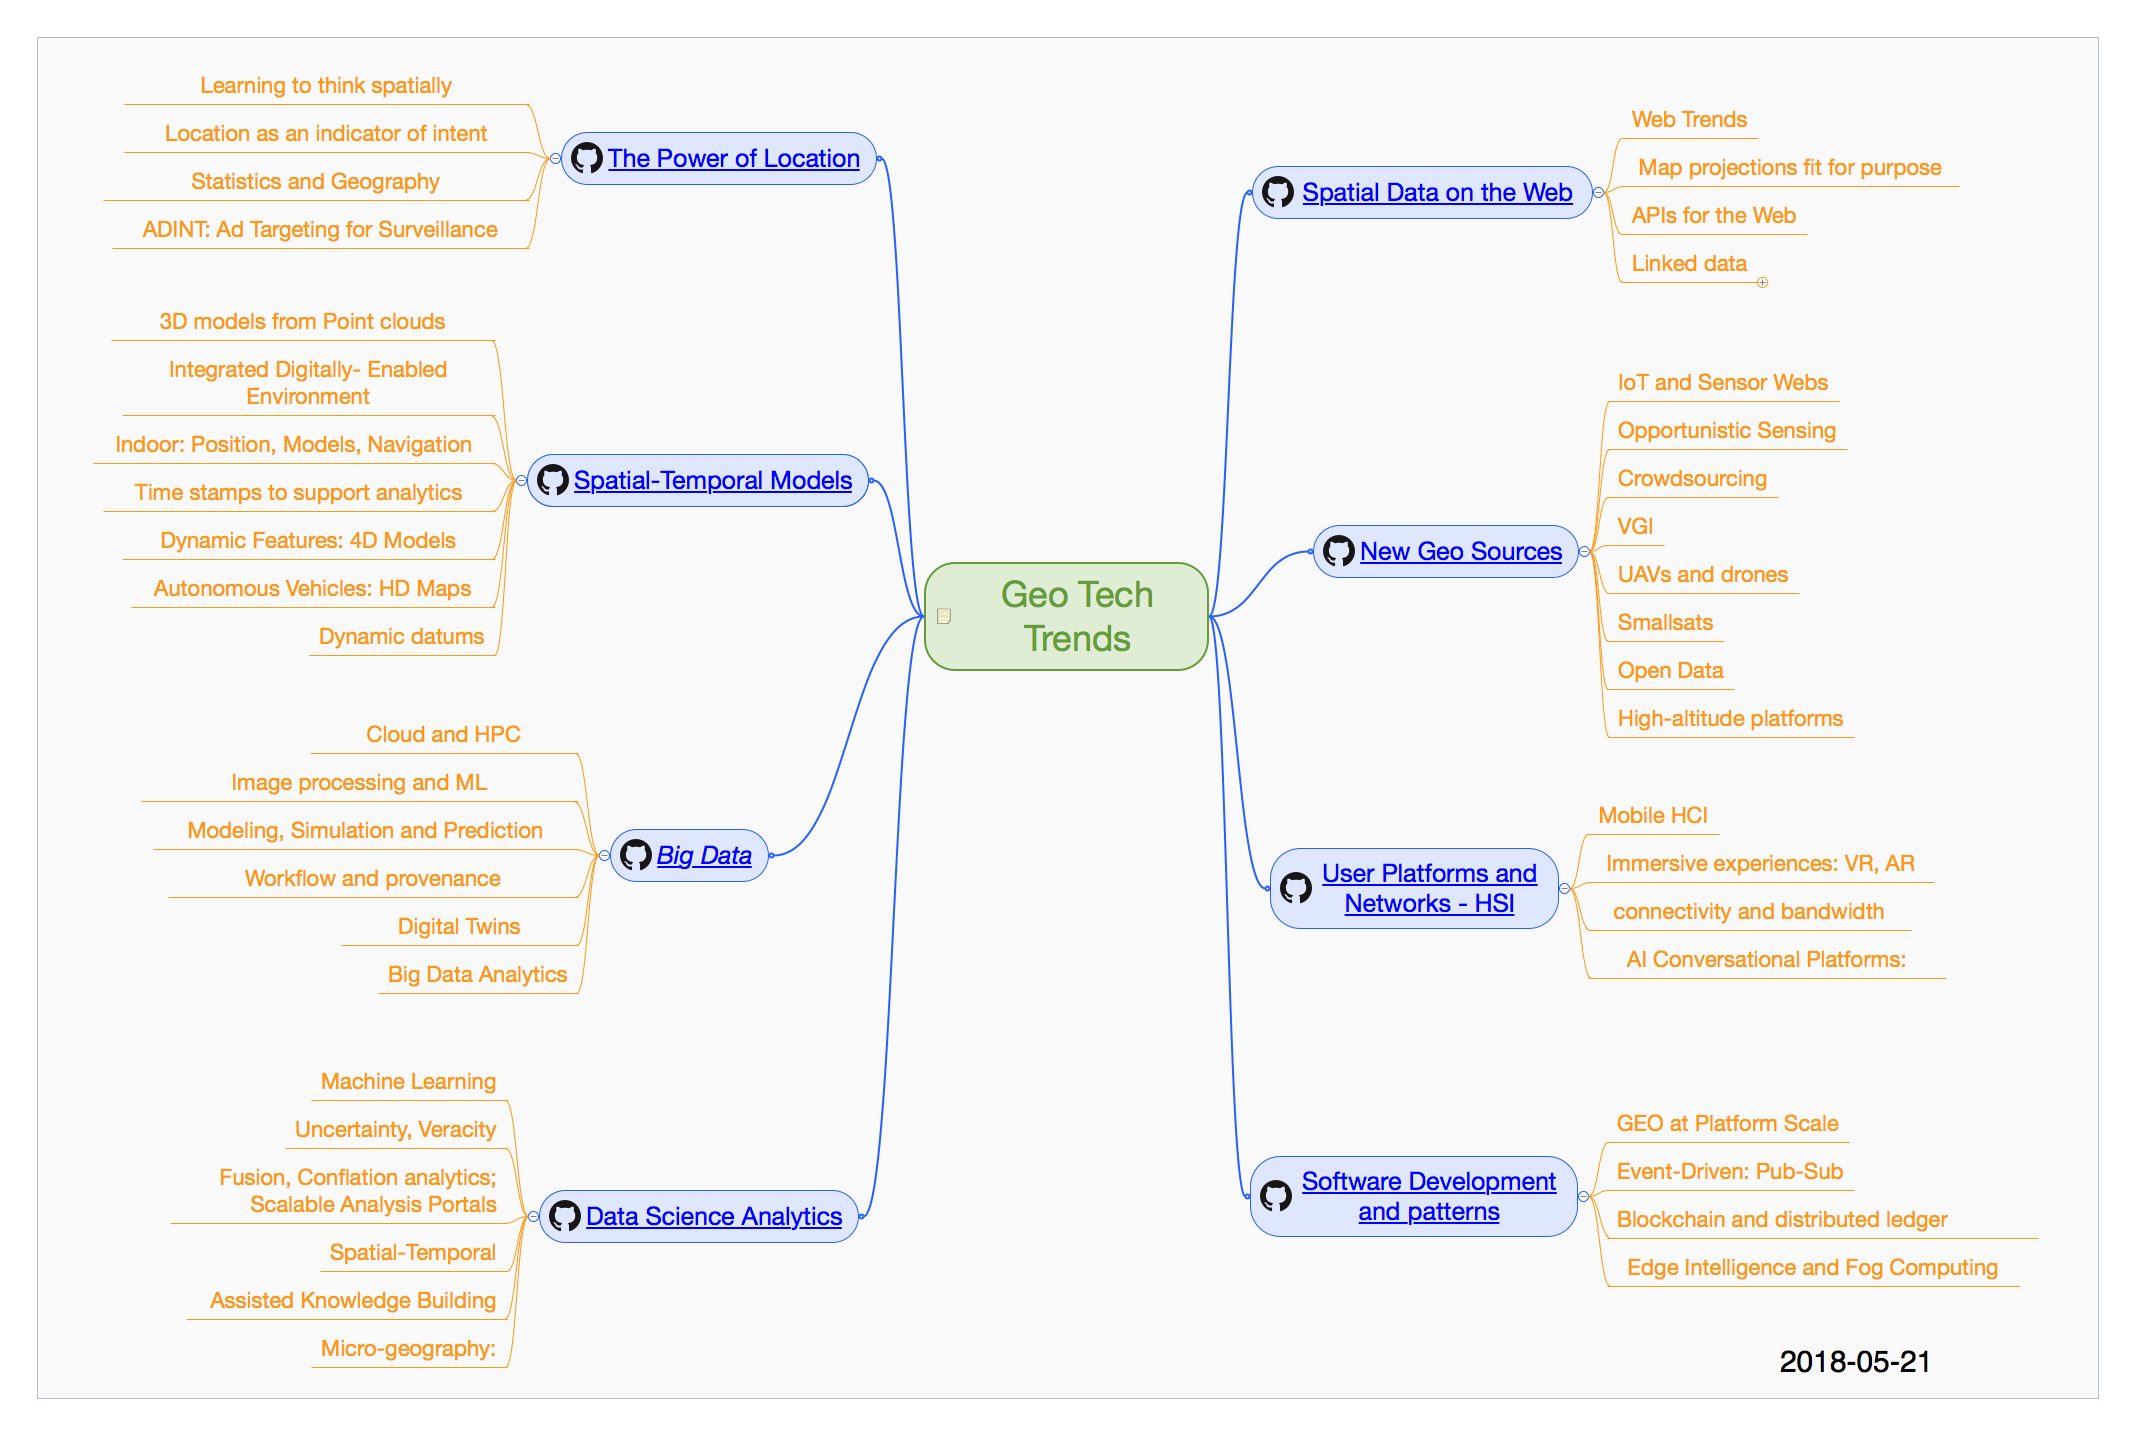 Geo Tech
Trends
The Power of Location
Learning to think spatially
Location as an indicator of intent
Statistics and Geography
ADINT: Ad Targeting for Surveillance
Spatial-Temporal Models
3D models from Point clouds
Integrated Digitally- Enabled
Environment
Indoor: Position, Models, Navigation
Time stamps to support analytics
Dynamic Features: 4D Models
Autonomous Vehicles: HD Maps
Dynamic datums
Big Data
Cloud and HPC
Image processing and ML
Modeling, Simulation and Prediction
Workflow and provenance
Digital Twins
Big Data Analytics
Data Science Analytics
Machine Learning
Uncertainty, Veracity
Fusion, Conflation analytics;
Scalable Analysis Portals
Spatial-Temporal
Assisted Knowledge Building
Micro-geography:
Spatial Data on the Web
Web Trends
Map projections fit for purpose
APIs for the Web
Linked data
New Geo Sources
IoT and Sensor Webs
Opportunistic Sensing
Crowdsourcing
VGI
UAVs and drones
Smallsats
Open Data
High-altitude platforms
User Platforms and
Networks - HSI
Mobile HCI
Immersive experiences: VR, AR
connectivity and bandwidth
AI Conversational Platforms:
Software Development
and patterns
GEO at Platform Scale
Event-Driven: Pub-Sub
Blockchain and distributed ledger
Edge Intelligence and Fog Computing
2018-05-21